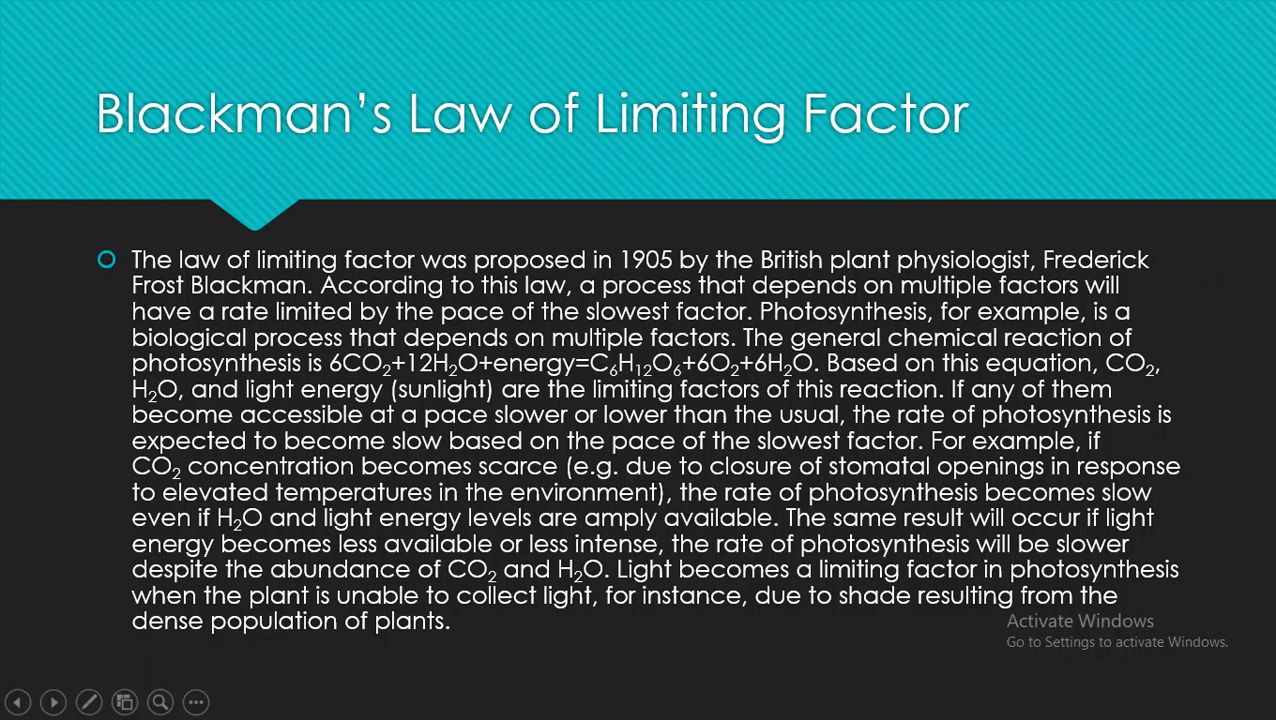 Blackman’s Law of Limiting Factor
The law of limiting factor was proposed in 1905 by the British plant physiologist, Frederick
Frost Blackman. According to this law, a process that depends on multiple factors will
have a rate limited by the pace of the slowest factor. Photosynthesis, for example, is a
biological process that depends on multiple factors. The general chemical reaction of
photosynthesis is 6CO₂+12H₂O+energy=C₆H₁₂O₆+6O₂+6H₂O. Based on this equation, CO₂,
H₂O, and light energy (sunlight) are the limiting factors of this reaction. If any of them
become accessible at a pace slower or lower than the usual, the rate of photosynthesis is
expected to become slow based on the pace of the slowest factor. For example, if
CO₂ concentration becomes scarce (e.g. due to closure of stomatal openings in response
to elevated temperatures in the environment), the rate of photosynthesis becomes slow
even if H₂O and light energy levels are amply available. The same result will occur if light
energy becomes less available or less intense, the rate of photosynthesis will be slower
despite the abundance of CO₂ and H₂O. Light becomes a limiting factor in photosynthesis
when the plant is unable to collect light, for instance, due to shade resulting from the
dense population of plants.
Activate Windows
Go to Settings to activate Windows.